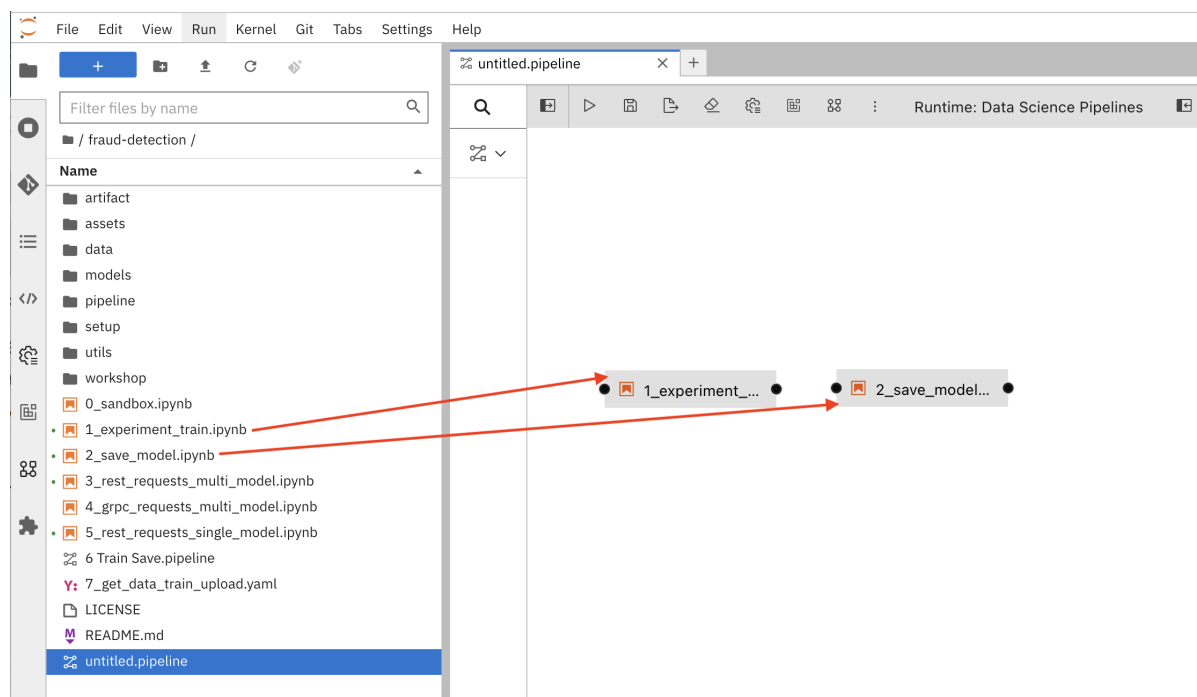 File Edit View Run Kernel Git Tabs Settings Help
untitled.pipeline
Filter files by name
Runtime: Data Science Pipelines
/ fraud-detection /
Name
artifact
assets
data
models
pipeline
setup
utils
workshop
0_sandbox.ipynb
1_experiment_train.ipynb
2_save_model.ipynb
3_rest_requests_multi_model.ipynb
4_grpc_requests_multi_model.ipynb
5_rest_requests_single_model.ipynb
6 Train Save.pipeline
Y: 7_get_data_train_upload.yaml
LICENSE
M README.md
untitled.pipeline
1_experiment_...
2_save_model...